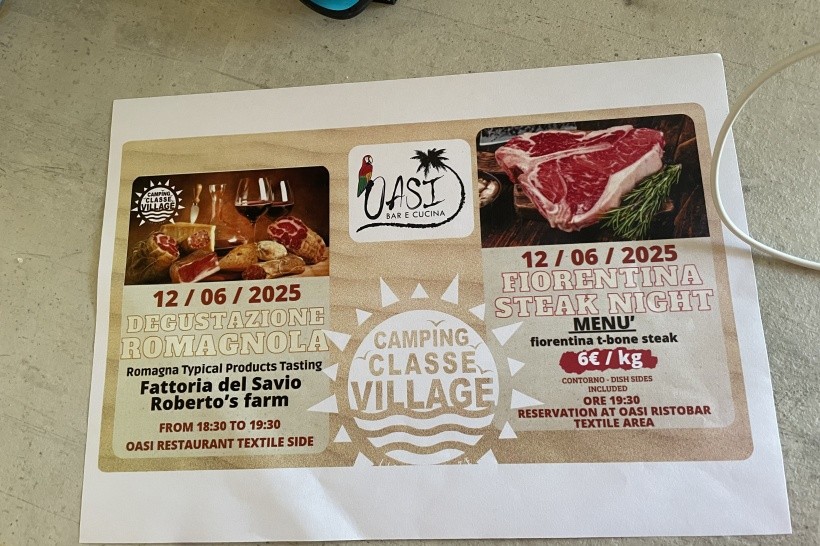 CAMPING
CLASSE
VILLAGE
12 / 06 / 2025
DEGUSTAZIONE
ROMAGNOLA
Romagna Typical Products Tasting
Fattoria del Savio
Roberto's farm
FROM 18:30 TO 19:30
OASI RESTAURANT TEXTILE SIDE
OASI
BAR E CUCINA
CAMPING
CLASSE
VILLAGE
12 / 06 / 2025
FIORENTINA
STEAK NIGHT
MENU'
fiorentina t-bone steak
6€ / kg
CONTORNO - DISH SIDES
INCLUDED
ORE 19:30
RESERVATION AT OASI RISTOBAR
TEXTILE AREA